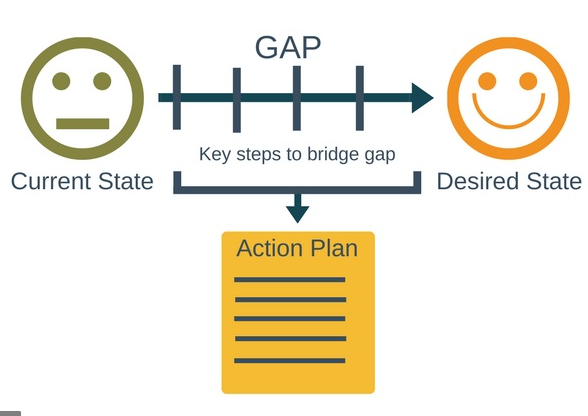 GAP
Key steps to bridge gap
Current State
Desired State
Action Plan